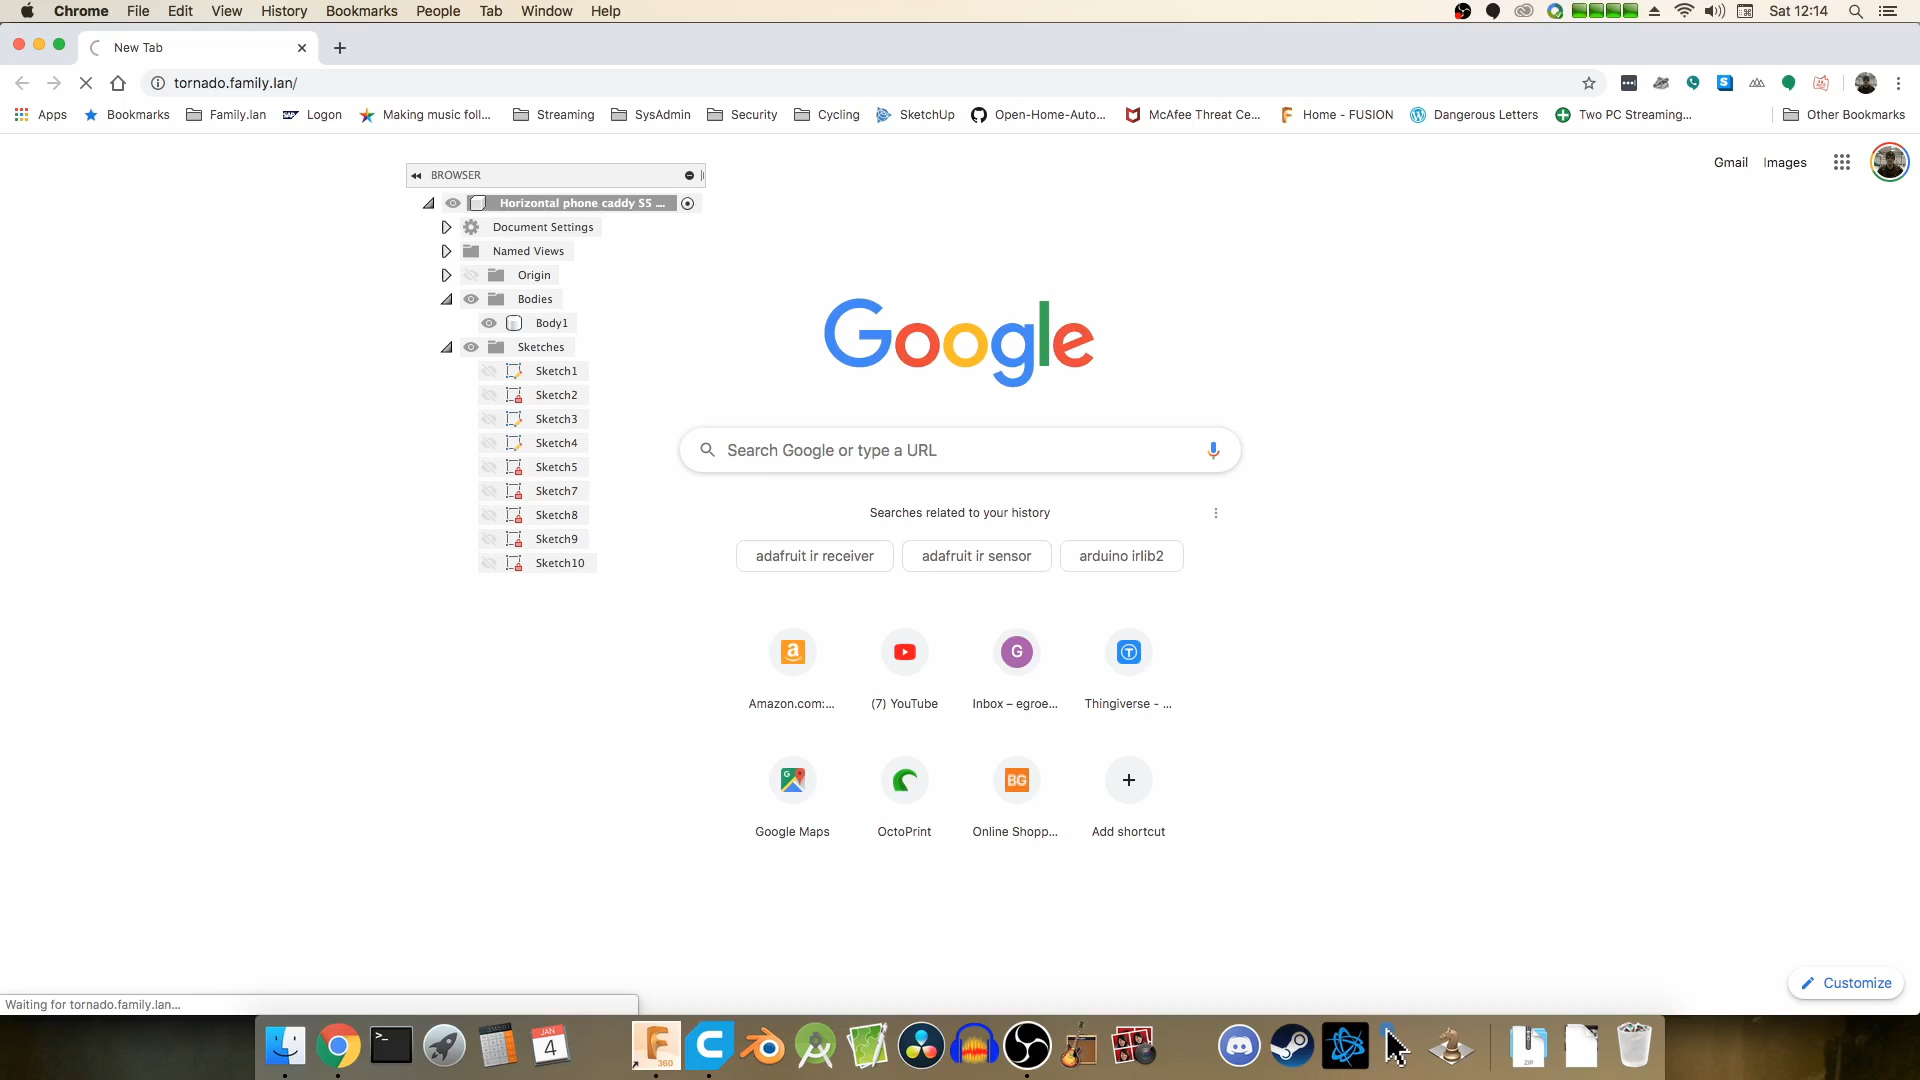 Chrome File Edit View History Bookmarks People Tab Window Help Sat 12:14
New Tab
tornado.family.lan/
Apps Bookmarks Family.lan Logon Making music foll... Streaming SysAdmin Security Cycling SketchUp Open-Home-Auto... McAfee Threat Ce... Home - FUSION Dangerous Letters Two PC Streaming... Other Bookmarks
Gmail Images
BROWSER
Horizontal phone caddy S5 ...
Document Settings
Named Views
Origin
Bodies
Body1
Sketches
Sketch1
Sketch2
Sketch3
Sketch4
Sketch5
Sketch7
Sketch8
Sketch9
Sketch10
Google
Search Google or type a URL
Searches related to your history
adafruit ir receiver adafruit ir sensor arduino irlib2
a G T
Amazon.com:... (7) YouTube Inbox – egroe... Thingiverse - ...
G BG
Google Maps OctoPrint Online Shopp... Add shortcut
Customize
Waiting for tornado.family.lan...
JAN
4
F
360
ZIP